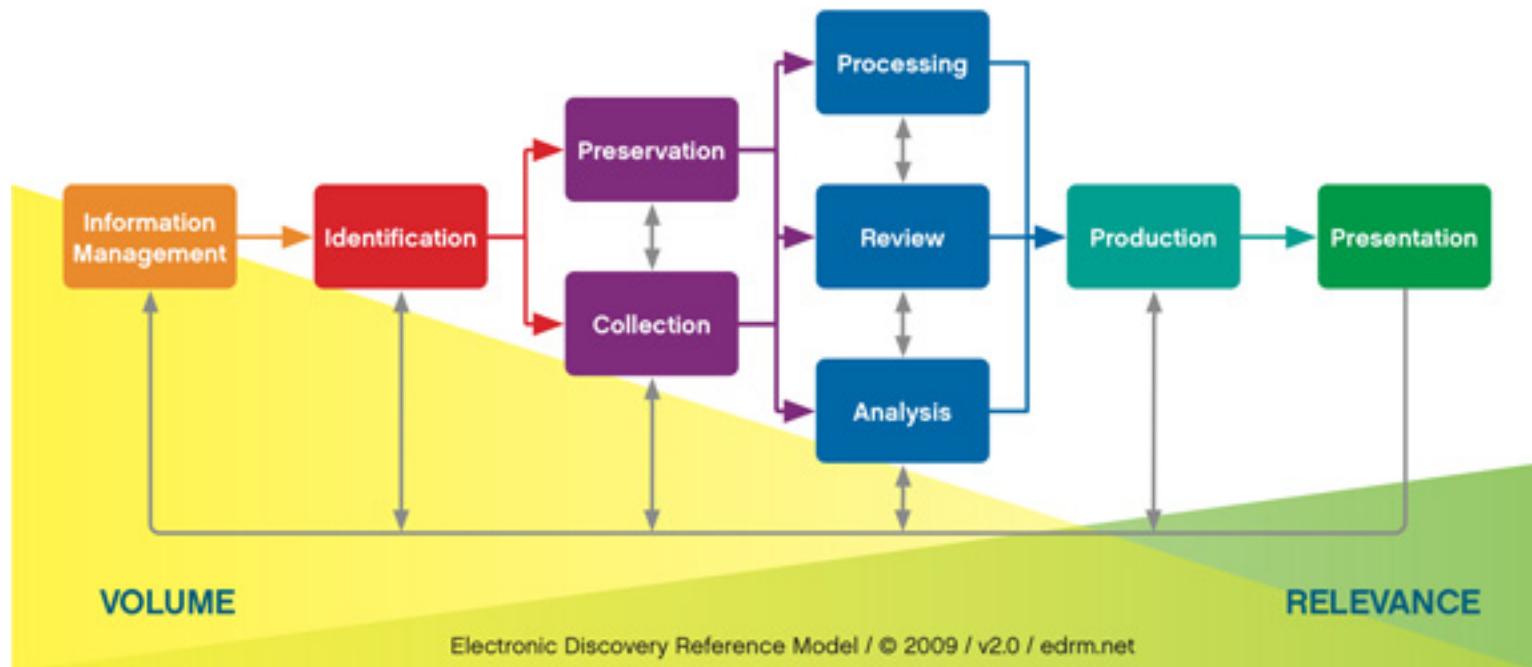 Information
Management
Identification
Preservation
Collection
Processing
Review
Analysis
Production
Presentation
VOLUME
RELEVANCE
Electronic Discovery Reference Model / © 2009 / v2.0 / edrm.net